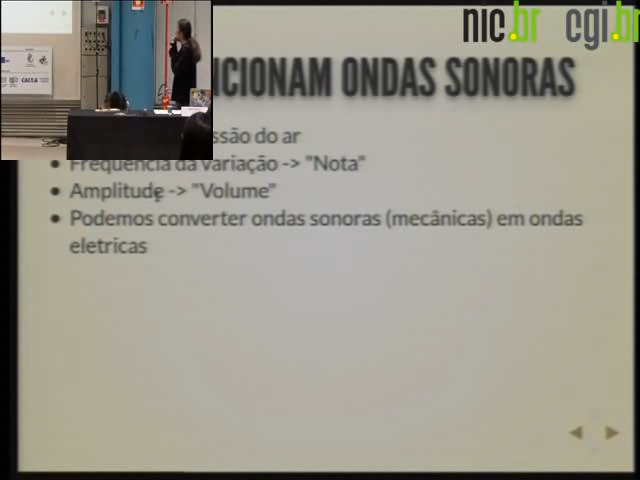 nic.br cgi.br
CIONAM ONDAS SONORAS
ssão do ar
• Frequência da variação -> "Nota"
• Amplitude -> "Volume"
• Podemos converter ondas sonoras (mecânicas) em ondas
eletricas
CAIXA